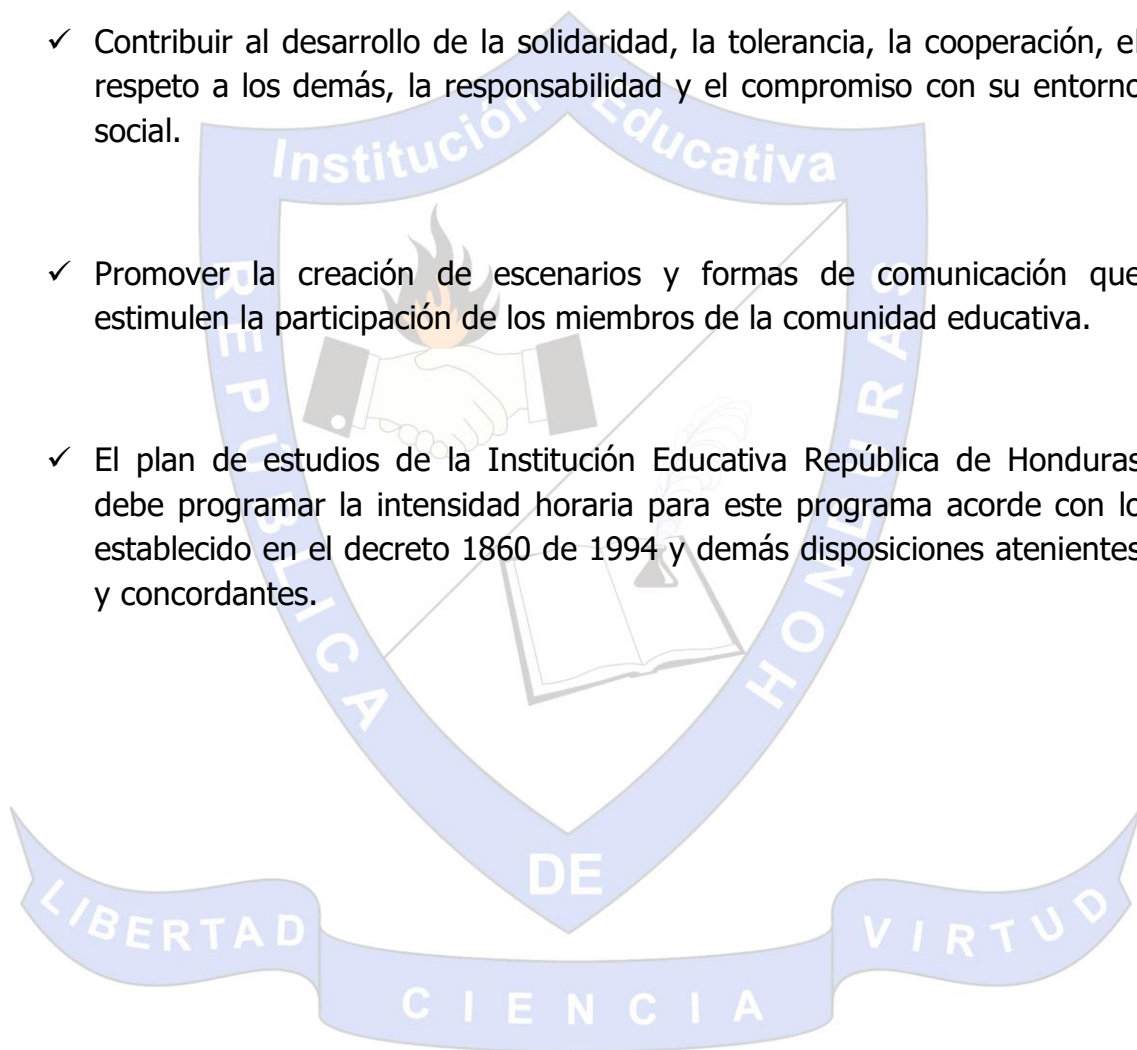 ✓ Contribuir al desarrollo de la solidaridad, la tolerancia, la cooperación, el
respeto a los demás, la responsabilidad y el compromiso con su entorno
social.
Institución Educativa
✓ Promover la creación de escenarios y formas de comunicación que
estimulen la participación de los miembros de la comunidad educativa.
✓ El plan de estudios de la Institución Educativa República de Honduras
debe programar la intensidad horaria para este programa acorde con lo
establecido en el decreto 1860 de 1994 y demás disposiciones atenientes
y concordantes.
REPÚBLICA
DE
HONDURAS
LIBERTAD
CIENCIA
VIRTUD